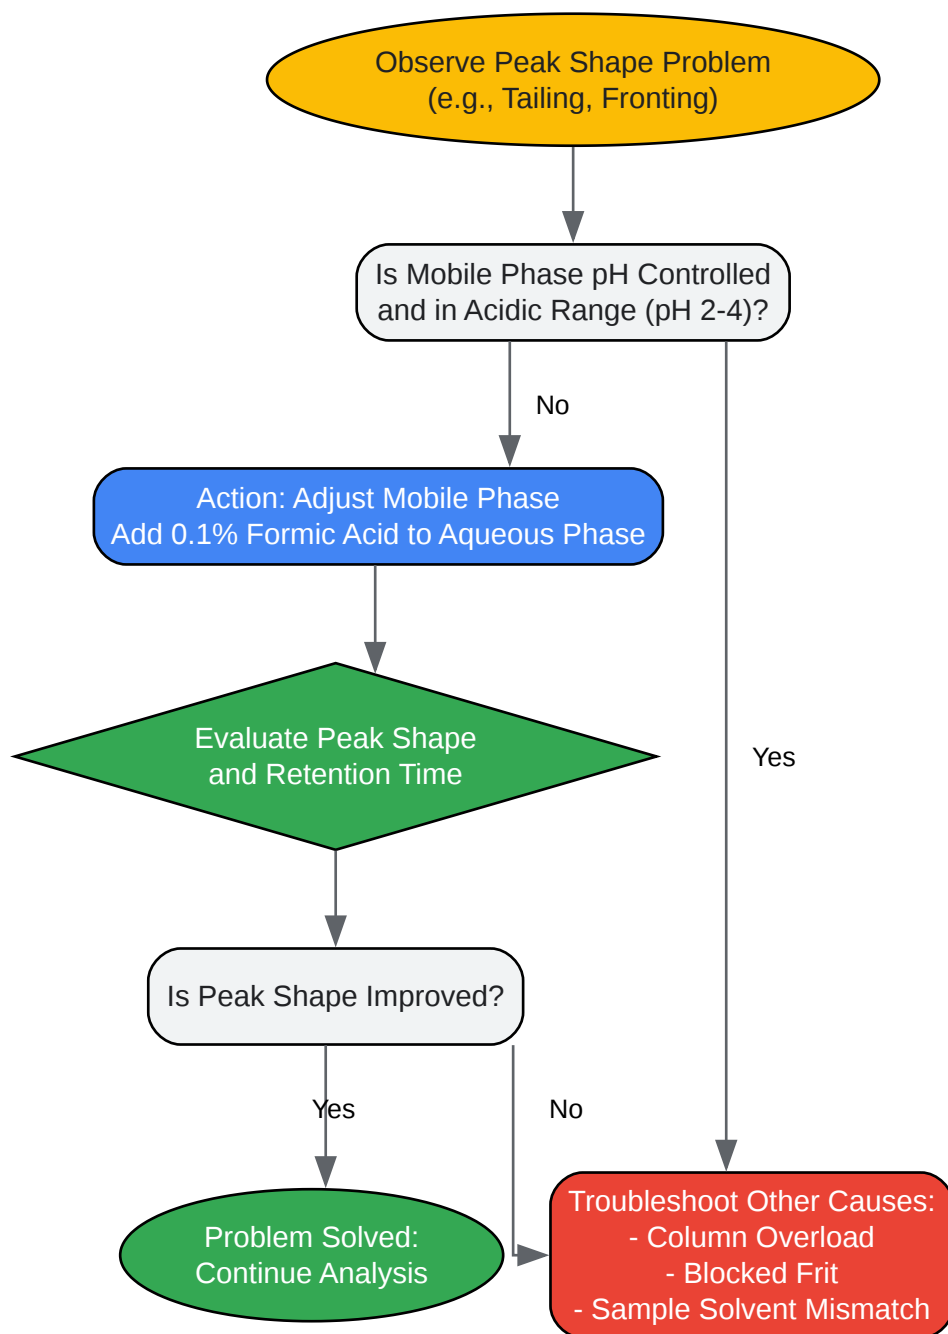 Observe Peak Shape Problem
(e.g., Tailing, Fronting)
Is Mobile Phase pH Controlled
and in Acidic Range (pH 2-4)?
No
Action: Adjust Mobile Phase
Add 0.1% Formic Acid to Aqueous Phase
Evaluate Peak Shape
and Retention Time
Yes
Is Peak Shape Improved?
Yes
No
Problem Solved:
Continue Analysis
Troubleshoot Other Causes:
- Column Overload
- Blocked Frit
- Sample Solvent Mismatch